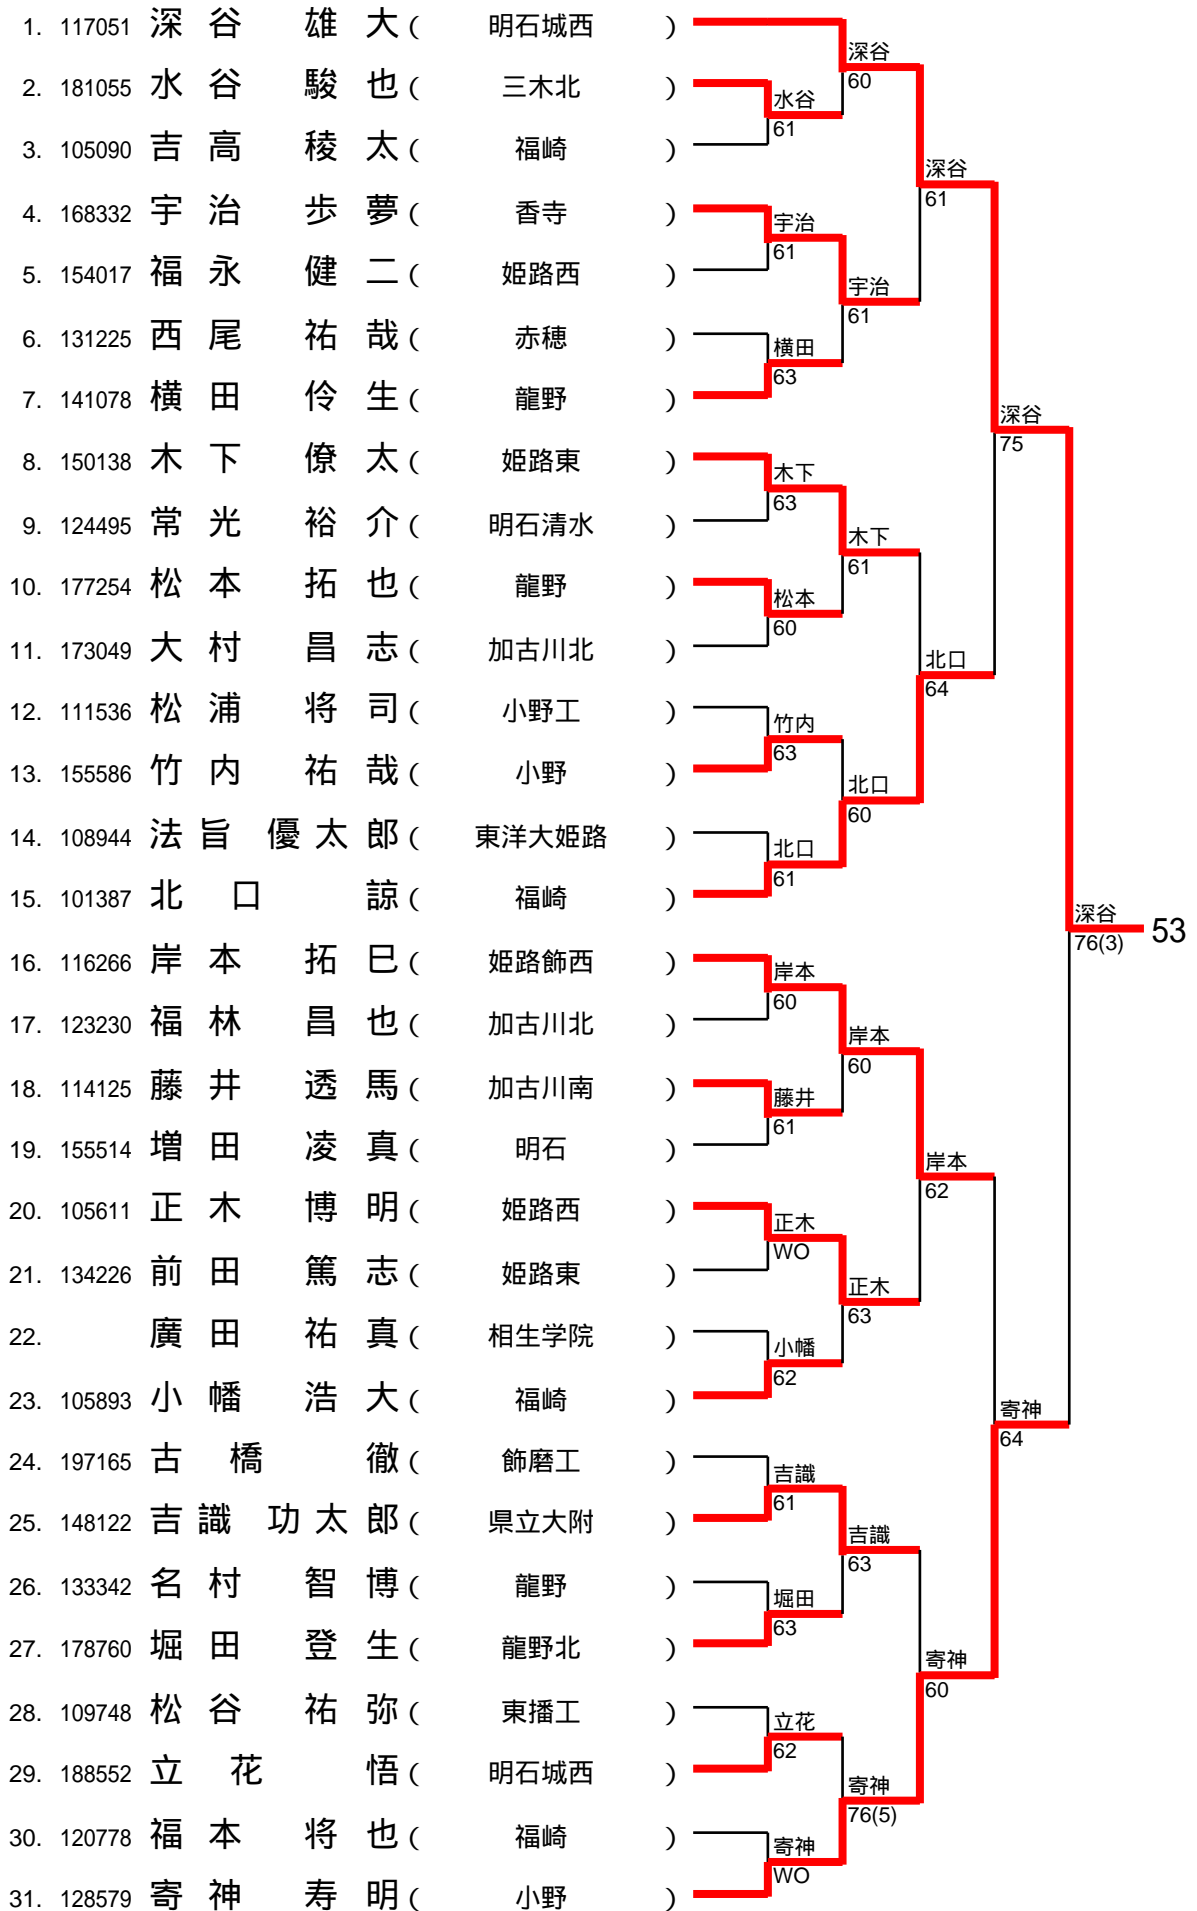 1. 117051 深谷 雄大 ( 明石城西 )
深谷
60
2. 181055 水谷 駿也 ( 三木北 )
水谷
61
3. 105090 吉高 稜太 ( 福崎 )
深谷
61
4. 168332 宇治 歩夢 ( 香寺 )
宇治
61
5. 154017 福永 健二 ( 姫路西 )
宇治
61
6. 131225 西尾 祐哉 ( 赤穂 )
横田
63
7. 141078 横田 伶生 ( 龍野 )
深谷
75
8. 150138 木下 僚太 ( 姫路東 )
木下
63
9. 124495 常光 裕介 ( 明石清水 )
木下
61
10. 177254 松本 拓也 ( 龍野 )
松本
60
11. 173049 大村 昌志 ( 加古川北 )
北口
64
12. 111536 松浦 将司 ( 小野工 )
竹内
63
13. 155586 竹内 祐哉 ( 小野 )
北口
60
14. 108944 法旨 優太郎 ( 東洋大姫路 )
北口
61
15. 101387 北口 諒 ( 福崎 )
深谷
76(3)
53
16. 116266 岸本 拓巳 ( 姫路飾西 )
岸本
60
17. 123230 福林 昌也 ( 加古川北 )
岸本
60
18. 114125 藤井 透馬 ( 加古川南 )
藤井
61
19. 155514 増田 凌真 ( 明石 )
岸本
62
20. 105611 正木 博明 ( 姫路西 )
正木
WO
21. 134226 前田 篤志 ( 姫路東 )
正木
63
22. 廣田 祐真 ( 相生学院 )
小幡
62
23. 105893 小幡 浩大 ( 福崎 )
寄神
64
24. 197165 古橋 徹 ( 飾磨工 )
吉識
61
25. 148122 吉識 功太郎 ( 県立大附 )
吉識
63
26. 133342 名村 智博 ( 龍野 )
堀田
63
27. 178760 堀田 登生 ( 龍野北 )
寄神
60
28. 109748 松谷 祐弥 ( 東播工 )
立花
62
29. 188552 立花 悟 ( 明石城西 )
寄神
76(5)
30. 120778 福本 将也 ( 福崎 )
寄神
WO
31. 128579 寄神 寿明 ( 小野 )